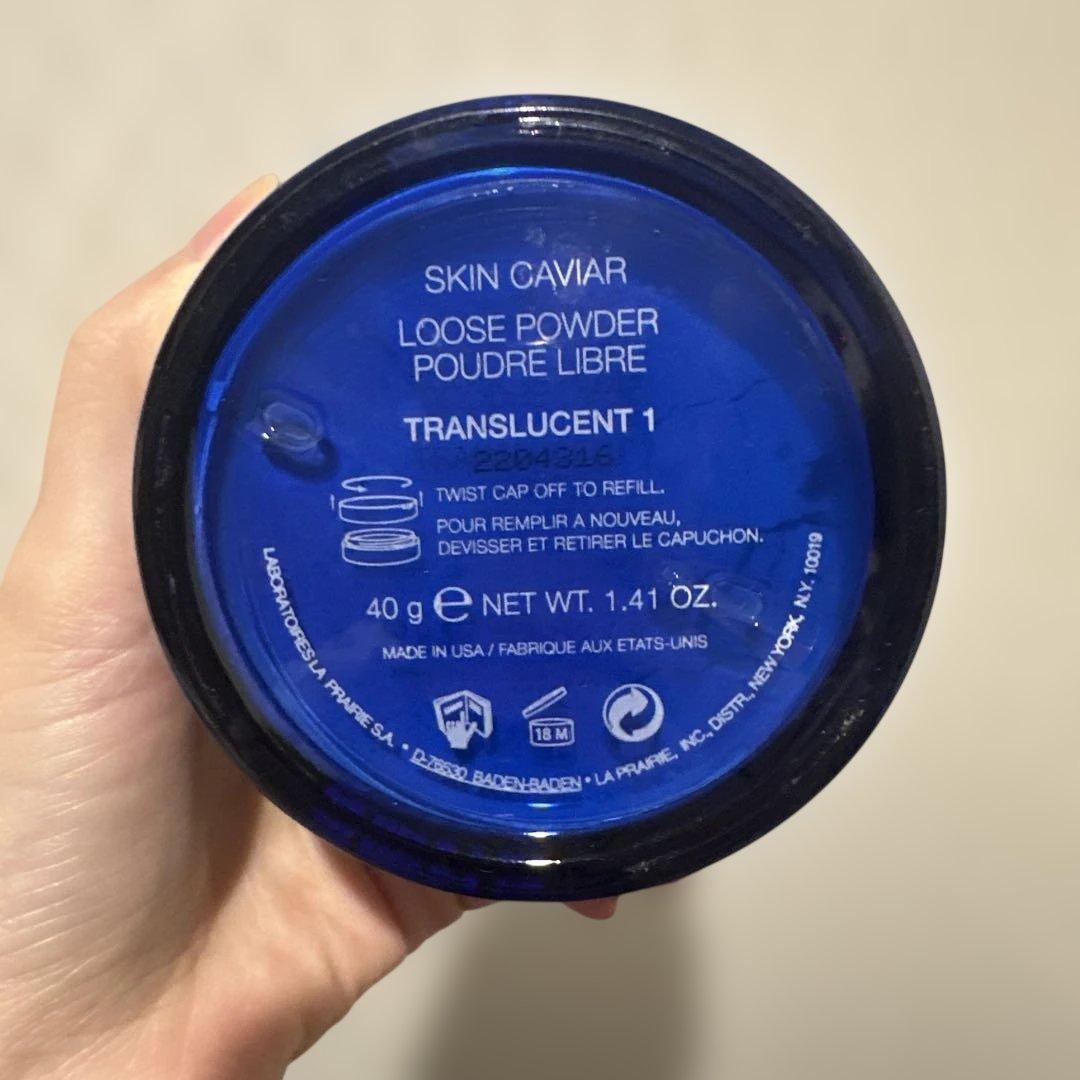 SKIN CAVIAR
LOOSE POWDER
POUDRE LIBRE
TRANSLUCENT 1
2204316
TWIST CAP OFF TO REFILL.
POUR REMPLIR A NOUVEAU,
DEVISSER ET RETIRER LE CAPUCHON.
40 g e NET WT. 1.41 OZ.
MADE IN USA / FABRIQUE AUX ETATS-UNIS
18 M
LABORATOIRES LA PRAIRIE S.A. • D-76530 BADEN-BADEN • LA PRAIRIE, INC., DISTR., NEW YORK, N.Y. 10019